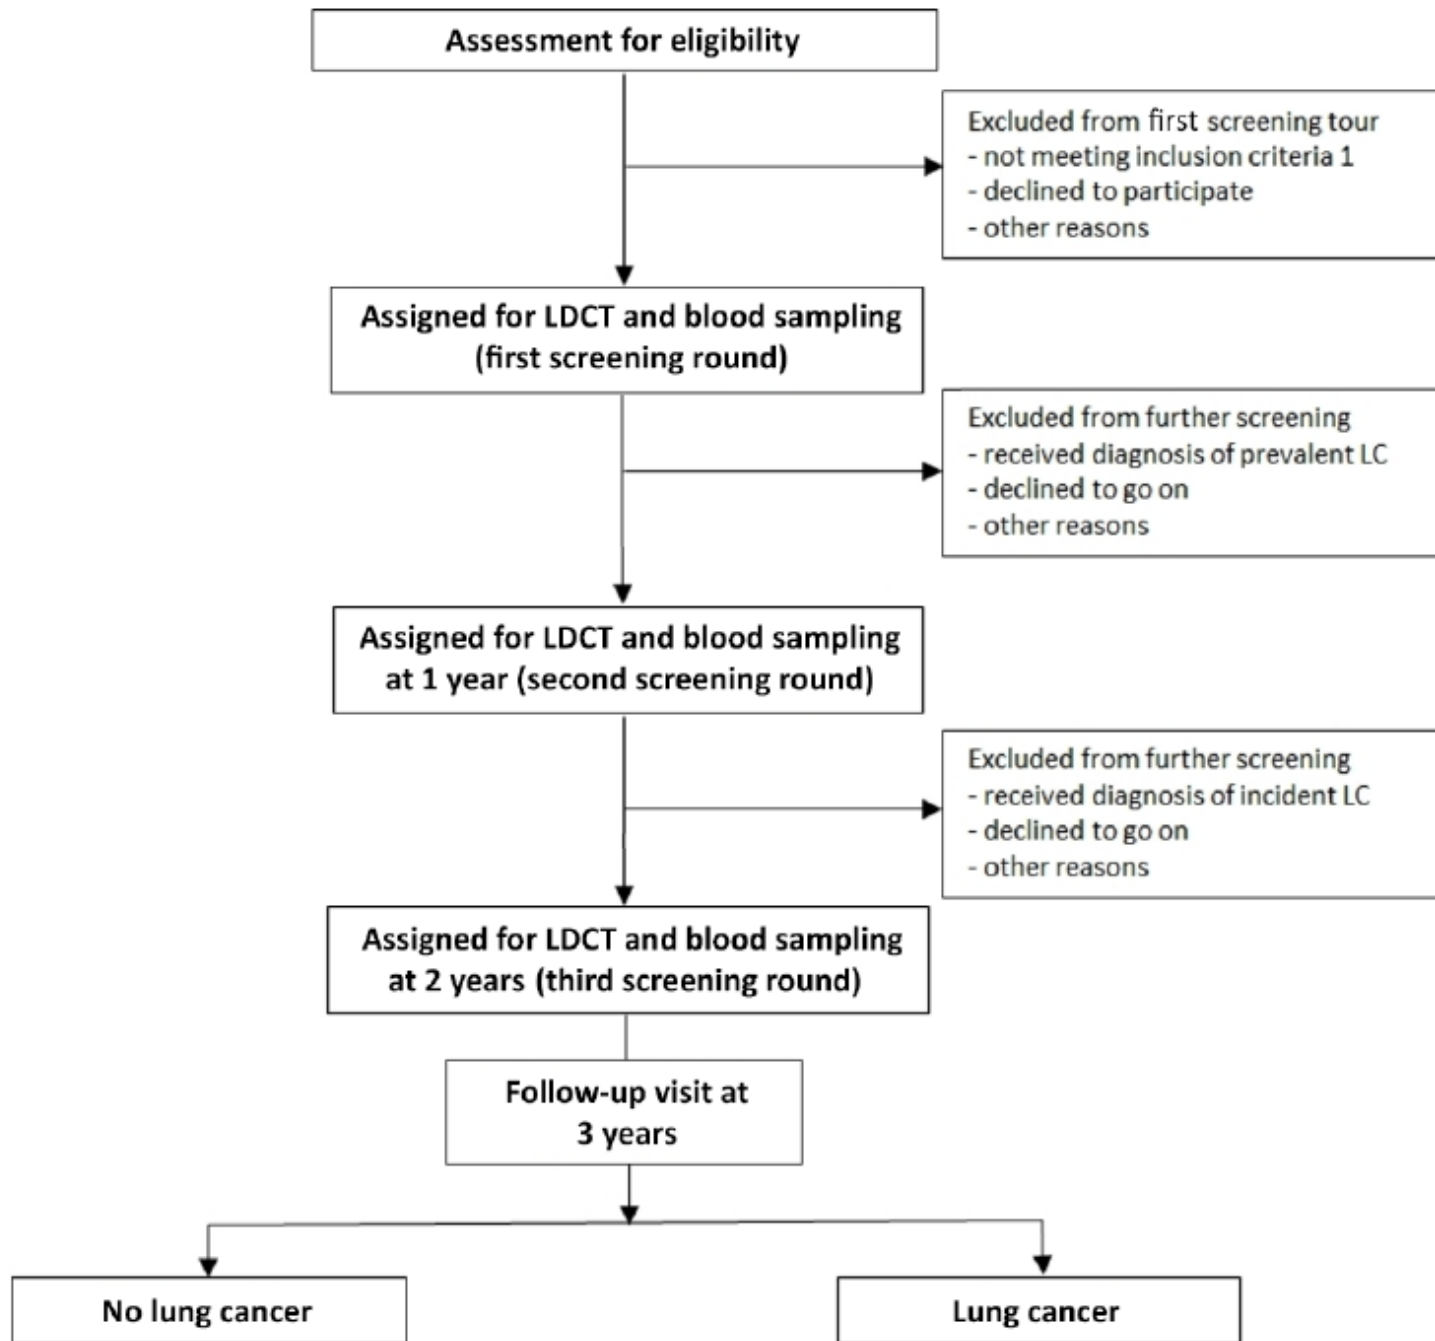 Assessment for eligibility
Excluded from first screening tour
- not meeting inclusion criteria 1
- declined to participate
- other reasons
Assigned for LDCT and blood sampling
(first screening round)
Excluded from further screening
- received diagnosis of prevalent LC
- declined to go on
- other reasons
Assigned for LDCT and blood sampling
at 1 year (second screening round)
Excluded from further screening
- received diagnosis of incident LC
- declined to go on
- other reasons
Assigned for LDCT and blood sampling
at 2 years (third screening round)
Follow-up visit at
3 years
No lung cancer
Lung cancer